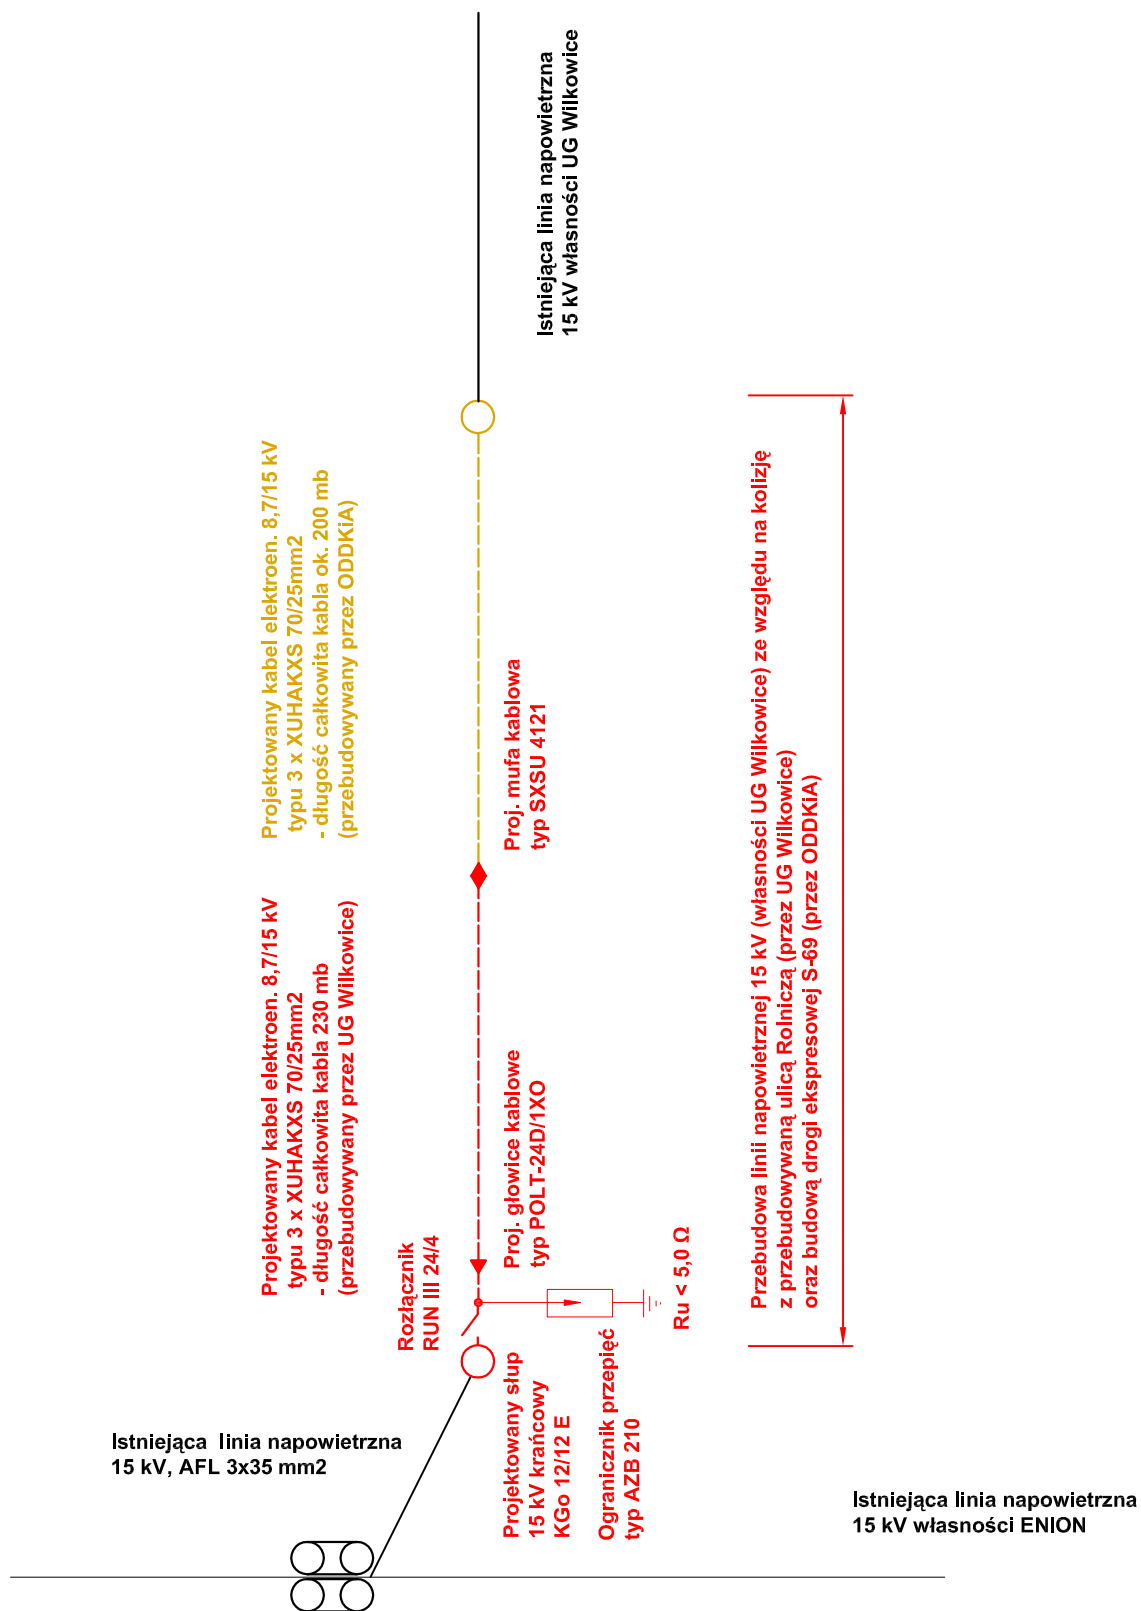 Istniejąca linia napowietrzna
15 kV własności UG Wilkowice
Projektowany kabel elektroen. 8,7/15 kV
typu 3 x XUHAKXS 70/25mm2
- długość całkowita kabla ok. 200 mb
(przebudowywany przez ODDKiA)
Proj. mufa kablowa
typ SXSU 4121
Projektowany kabel elektroen. 8,7/15 kV
typu 3 x XUHAKXS 70/25mm2
- długość całkowita kabla 230 mb
(przebudowywany przez UG Wilkowice)
Proj. głowice kablowe
typ POLT-24D/1XO
Rozłącznik
RUN III 24/4
Ru < 5,0 Ω
Przebudowa linii napowietrznej 15 kV (własności UG Wilkowice) ze względu na kolizję
z przebudowywaną ulicą Rolniczą (przez UG Wilkowice)
oraz budową drogi ekspresowej S-69 (przez ODDKiA)
Projektowany słup
15 kV krańcowy
KGo 12/12 E
Ogranicznik przepięć
typ AZB 210
Istniejąca linia napowietrzna
15 kV, AFL 3x35 mm2
Istniejąca linia napowietrzna
15 kV własności ENION